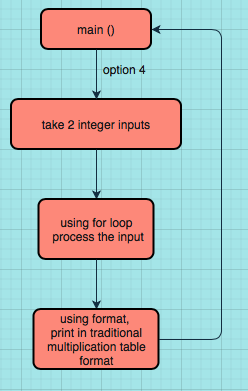 main ()
option 4
take 2 integer inputs
using for loop
process the input
using format,
print in traditional
multiplication table
format